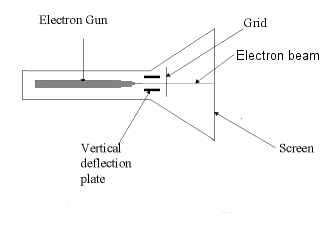 Electron Gun
Grid
Electron beam
Vertical
deflection
plate
Screen